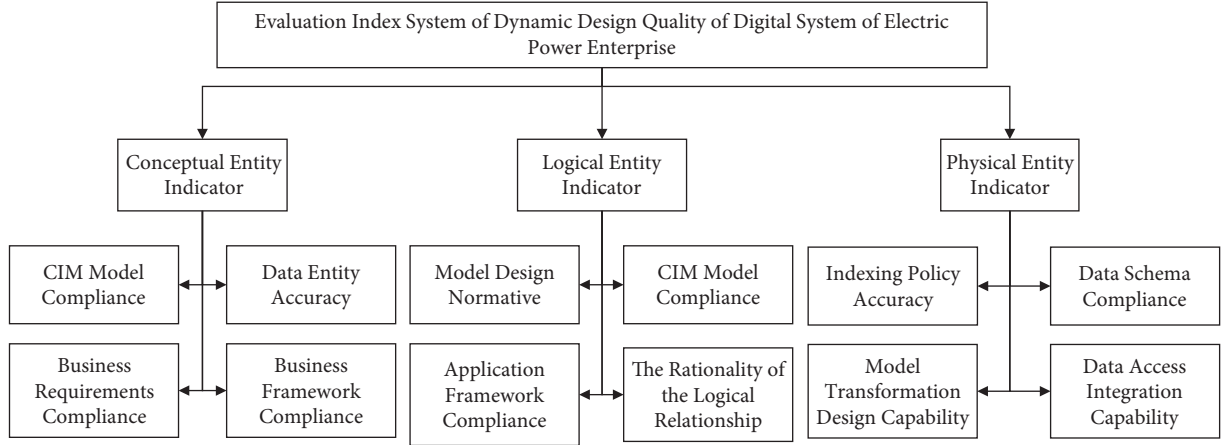 Evaluation Index System of Dynamic Design Quality of Digital System of Electric
Power Enterprise
Conceptual Entity
Indicator
Logical Entity
Indicator
Physical Entity
Indicator
CIM Model
Compliance
Data Entity
Accuracy
Model Design
Normative
CIM Model
Compliance
Indexing Policy
Accuracy
Data Schema
Compliance
Business
Requirements
Compliance
Business
Framework
Compliance
Application
Framework
Compliance
The Rationality of
the Logical
Relationship
Model
Transformation
Design Capability
Data Access
Integration
Capability